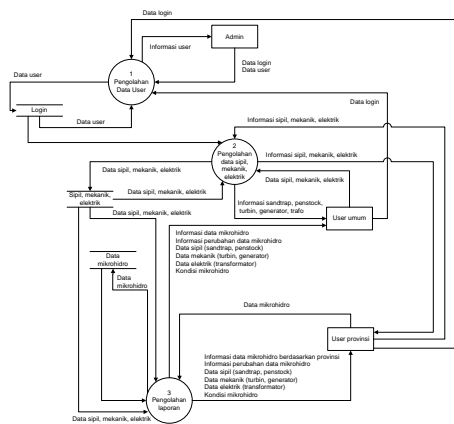 Data login
Informasi user
Admin
Data login
Data user
Data user
1
Pengolahan
Data User
Data login
Login
Data user
Informasi sipil, mekanik, elektrik
2
Pengolahan
data sipil,
mekanik,
elektrik
Data sipil, mekanik, elektrik
Informasi sipil, mekanik, elektrik
Data sipil, mekanik, elektrik
Sipil, mekanik,
elektrik
Data sipil, mekanik, elektrik
Informasi sandtrap, penstock,
turbin, generator, trafo
Data sipil, mekanik, elektrik
User umum
Informasi data mikrohidro
Informasi perubahan data mikrohidro
Data sipil (sandtrap, penstock)
Data mekanik (turbin, generator)
Data elektrik (transformator)
Kondisi mikrohidro
Data
mikrohidro
Data
mikrohidro
Data mikrohidro
User provinsi
Informasi data mikrohidro berdasarkan provinsi
Informasi perubahan data mikrohidro
Data sipil (sandtrap, penstock)
Data mekanik (turbin, generator)
Data elektrik (transformator)
Kondisi mikrohidro
3
Pengolahan
laporan
Data sipil, mekanik, elektrik